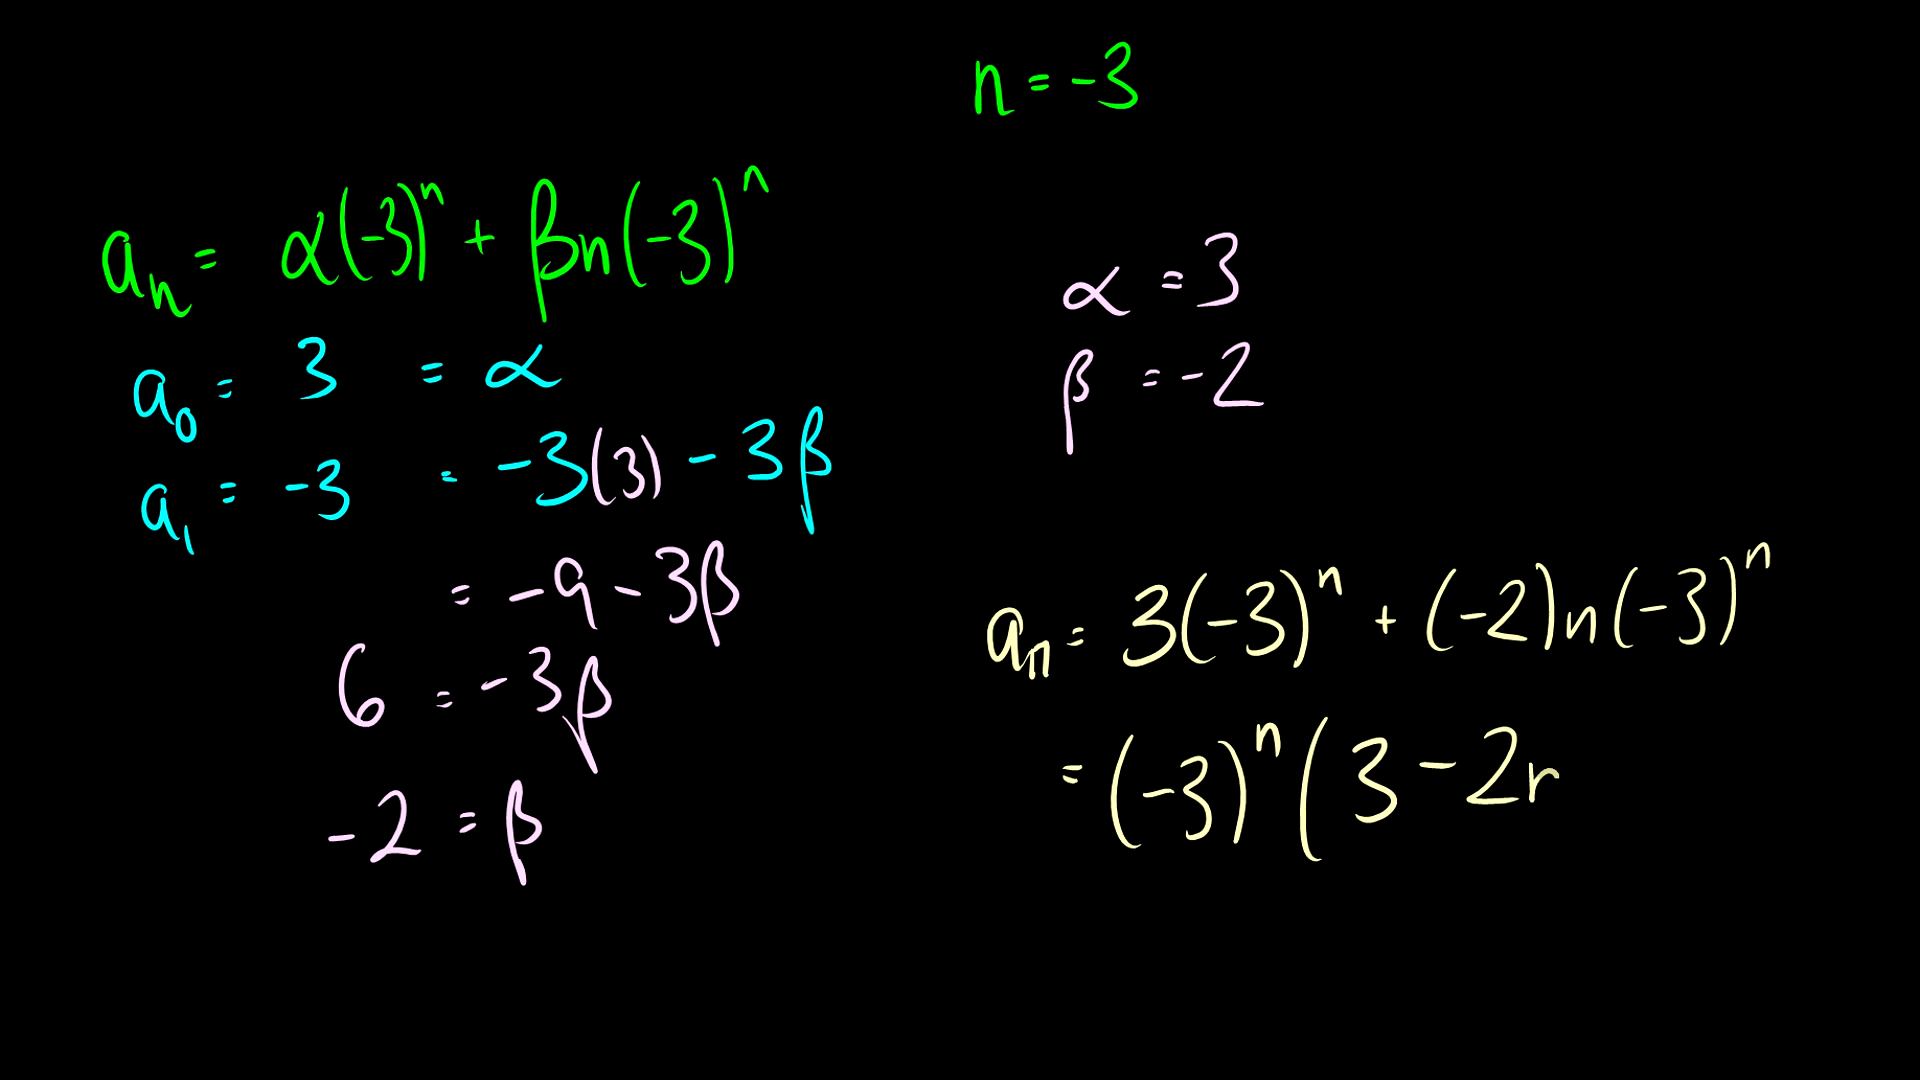 n = -3
aₙ = α(-3)ⁿ + βn(-3)ⁿ
a₀ = 3 = α
a₁ = -3 = -3(3) - 3β
= -9 - 3β
6 = -3β
-2 = β
α = 3
β = -2
aₙ = 3(-3)ⁿ + (-2)n(-3)ⁿ
= (-3)ⁿ(3 - 2r